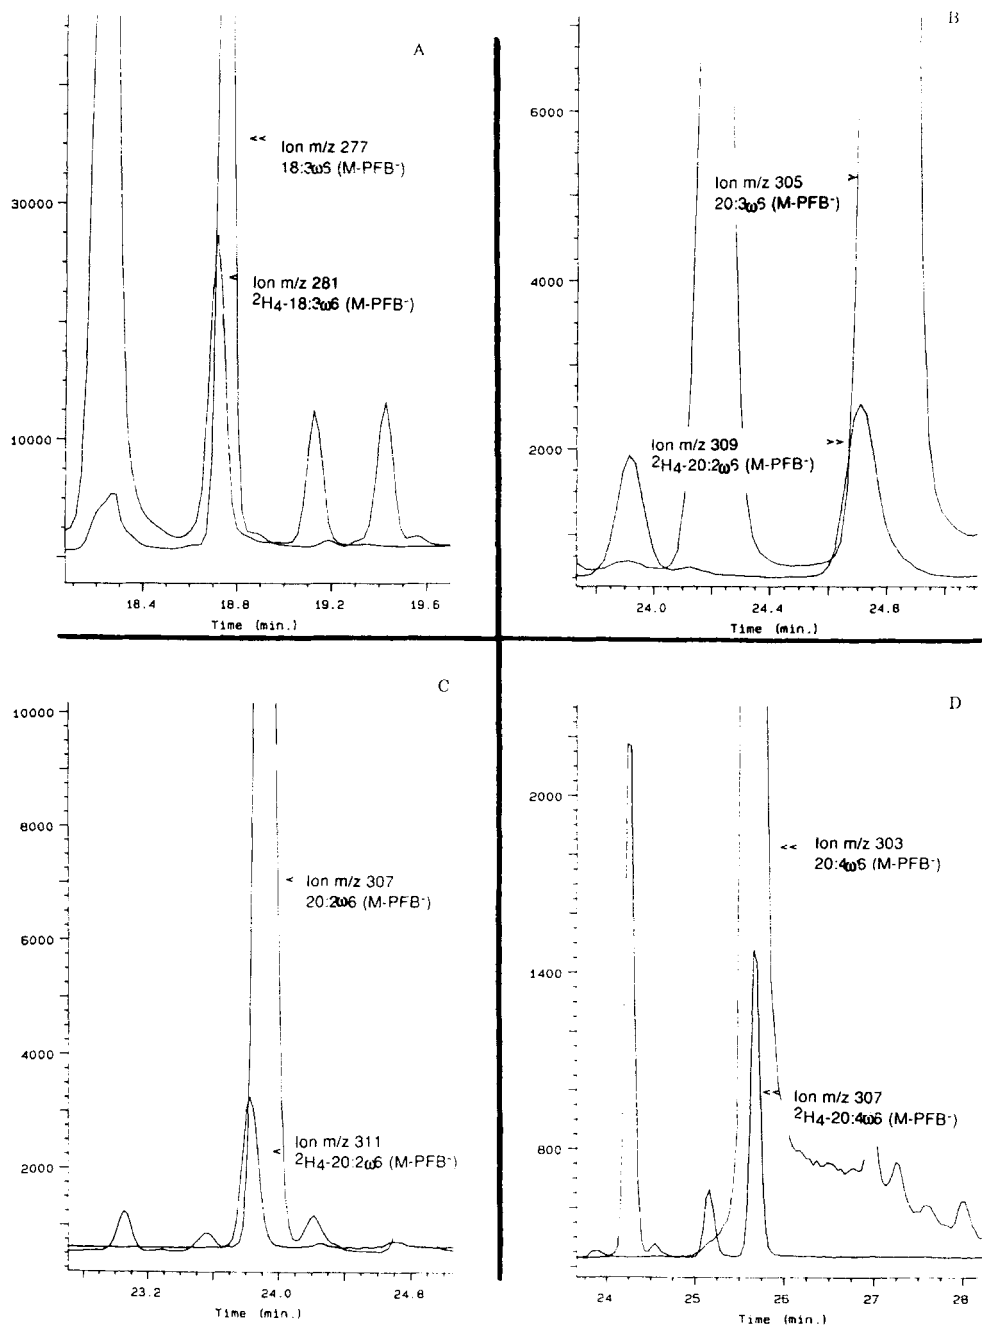 A
Ion m/z 277
18:3ω6 (M-PFB⁻)
Ion m/z 281
²H4-18:3ω6 (M-PFB⁻)
30000
10000
18.4 18.8 19.2 19.6
Time (min.)
B
6000
4000
2000
Ion m/z 305
20:3ω6 (M-PFB⁻)
Ion m/z 309
²H4-20:2ω6 (M-PFB⁻)
24.0 24.4 24.8
Time (min.)
C
10000
8000
6000
4000
2000
Ion m/z 307
20:2ω6 (M-PFB⁻)
Ion m/z 311
²H4-20:2ω6 (M-PFB⁻)
23.2 24.0 24.8
Time (min.)
D
2000
1400
800
Ion m/z 303
20:4ω6 (M-PFB⁻)
Ion m/z 307
²H4-20:4ω6 (M-PFB⁻)
24 25 26 27 28
Time (min.)